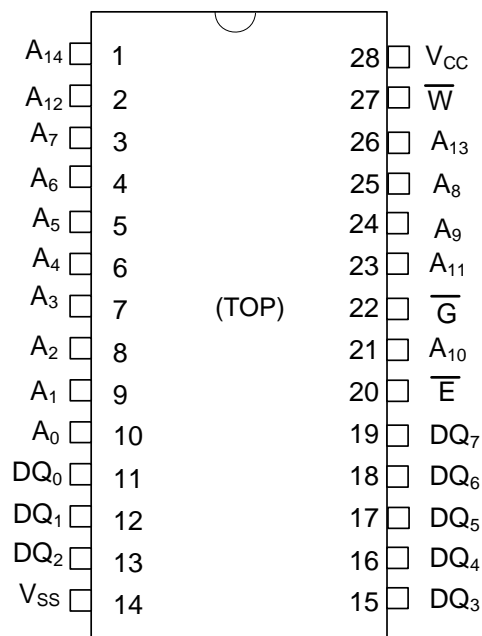 A14 1 28 VCC
A12 2 27 W̅
A7 3 26 A13
A6 4 25 A8
A5 5 24 A9
A4 6 23 A11
A3 7 (TOP) 22 G̅
A2 8 21 A10
A1 9 20 E̅
A0 10 19 DQ7
DQ0 11 18 DQ6
DQ1 12 17 DQ5
DQ2 13 16 DQ4
VSS 14 15 DQ3